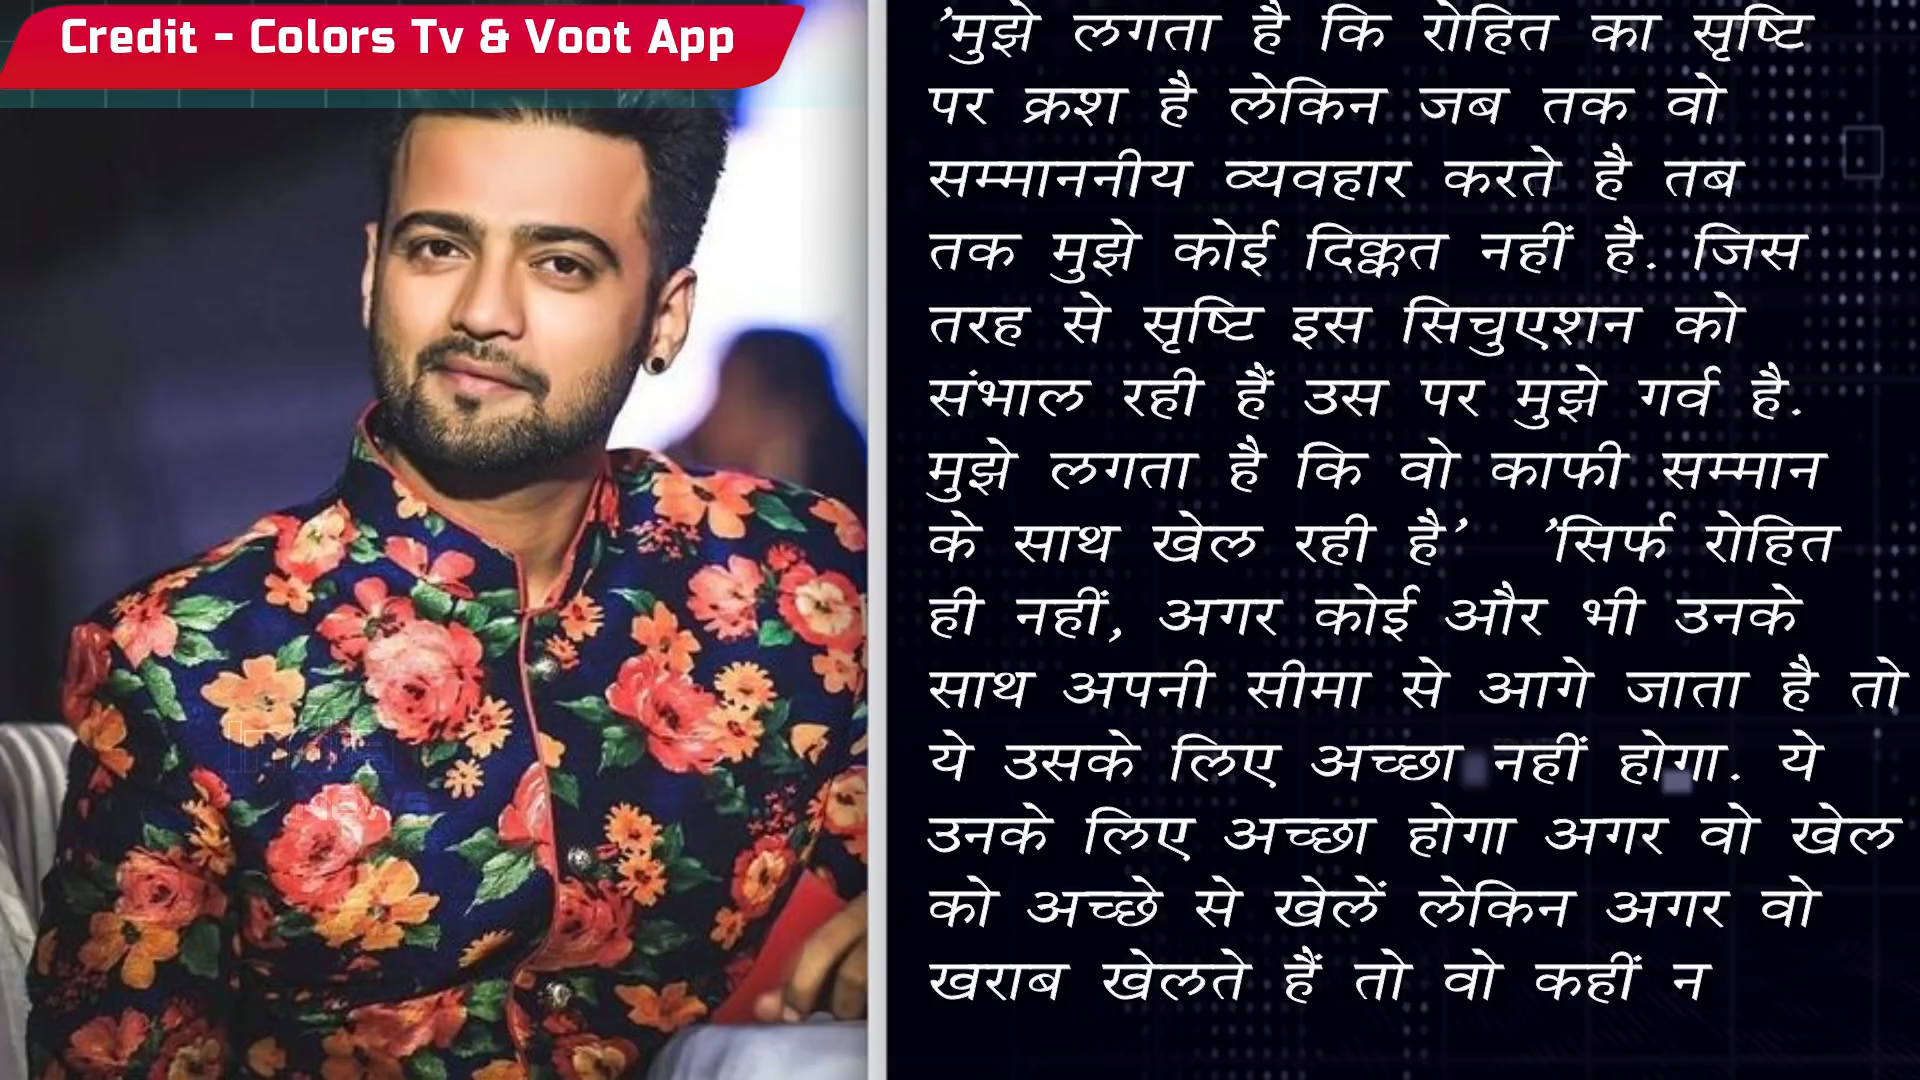 Credit - Colors Tv & Voot App
’मुझे लगता है कि रोहित का सृष्टि
पर क्रश है लेकिन जब तक वो
सम्माननीय व्यवहार करते है तब
तक मुझे कोई दिक्कत नहीं है. जिस
तरह से सृष्टि इस सिचुएशन को
संभाल रही हैं उस पर मुझे गर्व है.
मुझे लगता है कि वो काफी सम्मान
के साथ खेल रही है’ ’सिर्फ रोहित
ही नहीं, अगर कोई और भी उनके
साथ अपनी सीमा से आगे जाता है तो
ये उसके लिए अच्छा नहीं होगा. ये
उनके लिए अच्छा होगा अगर वो खेल
को अच्छे से खेलें लेकिन अगर वो
खराब खेलते हैं तो वो कहीं न
India
NEWS